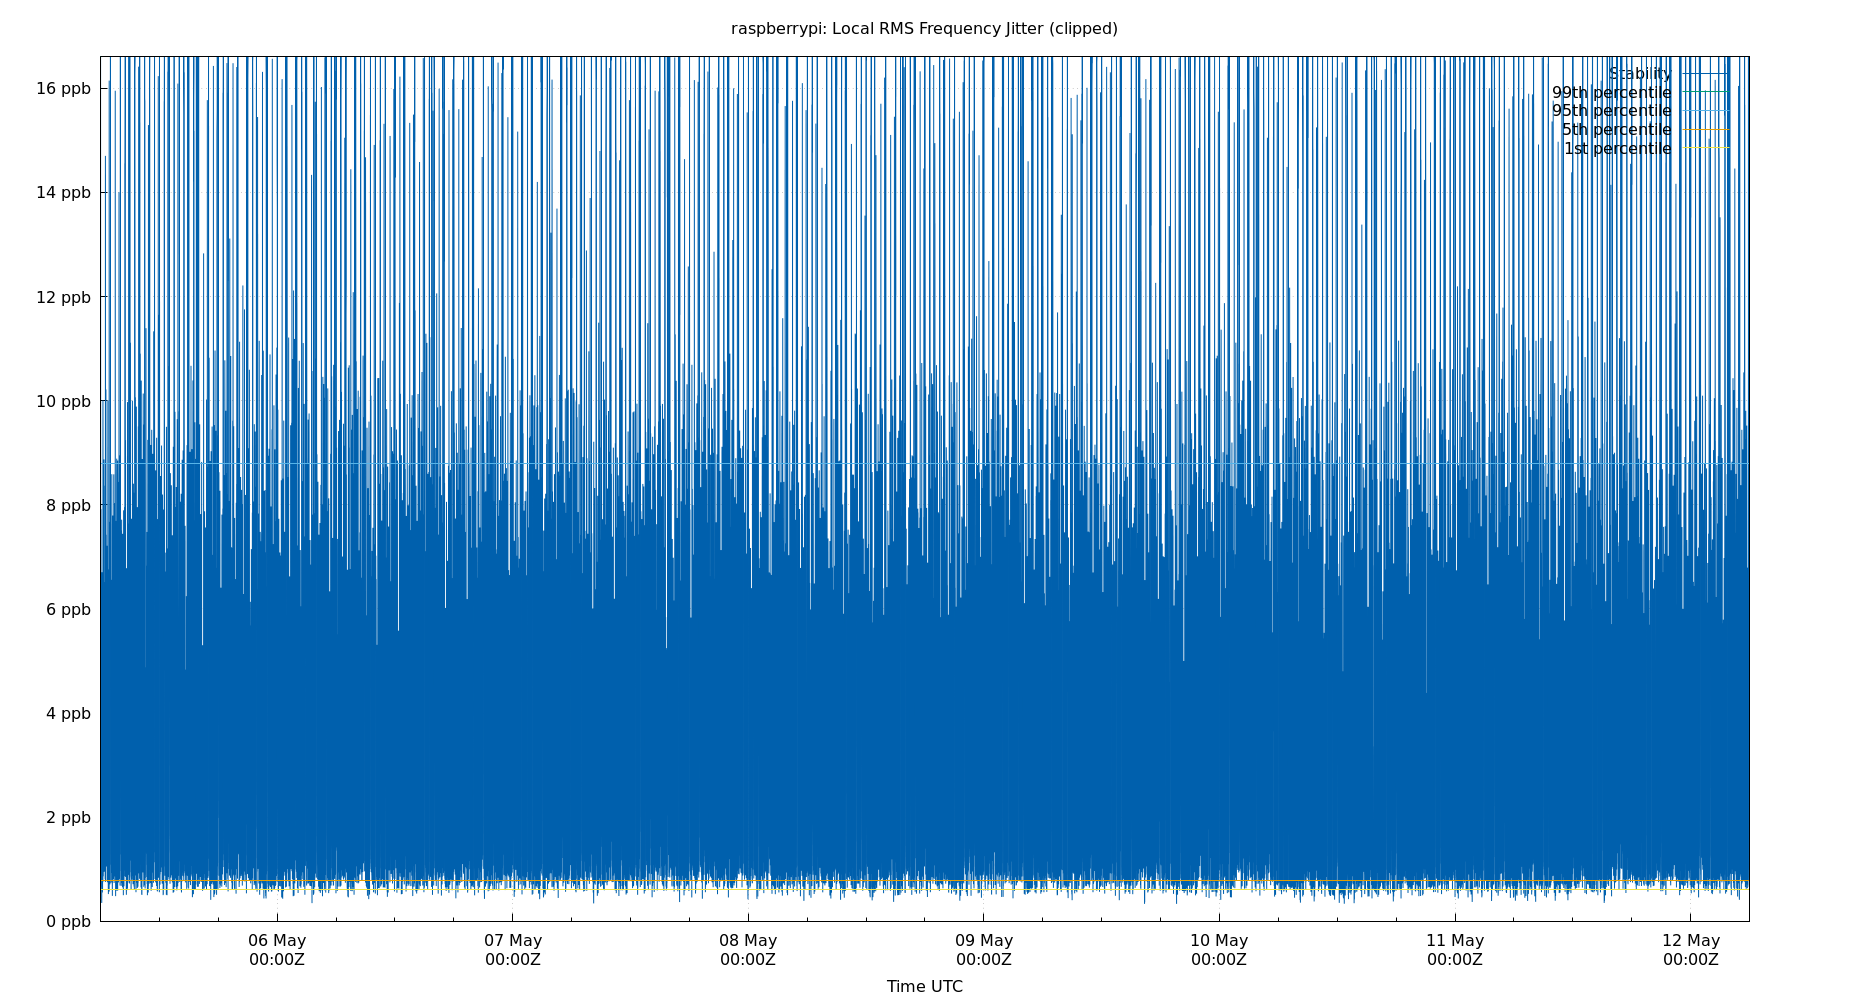 raspberrypi: Local RMS Frequency Jitter (clipped)
16 ppb
14 ppb
12 ppb
10 ppb
8 ppb
6 ppb
4 ppb
2 ppb
0 ppb
Stability
99th percentile
95th percentile
5th percentile
1st percentile
06 May
00:00Z
07 May
00:00Z
08 May
00:00Z
09 May
00:00Z
10 May
00:00Z
11 May
00:00Z
12 May
00:00Z
Time UTC